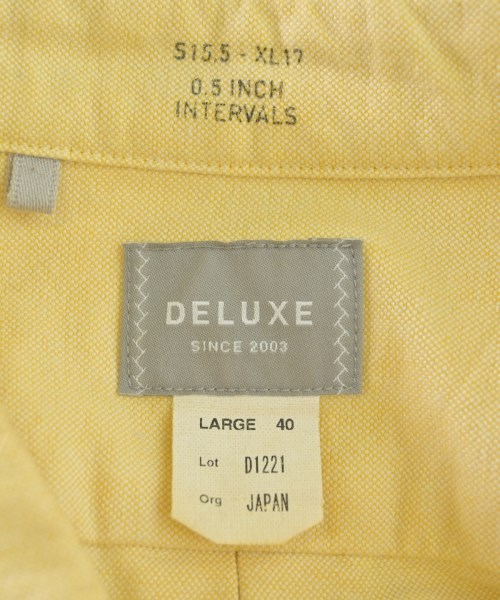 S15.5 - XL17
0.5 INCH
INTERVALS
DELUXE
SINCE 2003
LARGE 40
Lot D1221
Org JAPAN